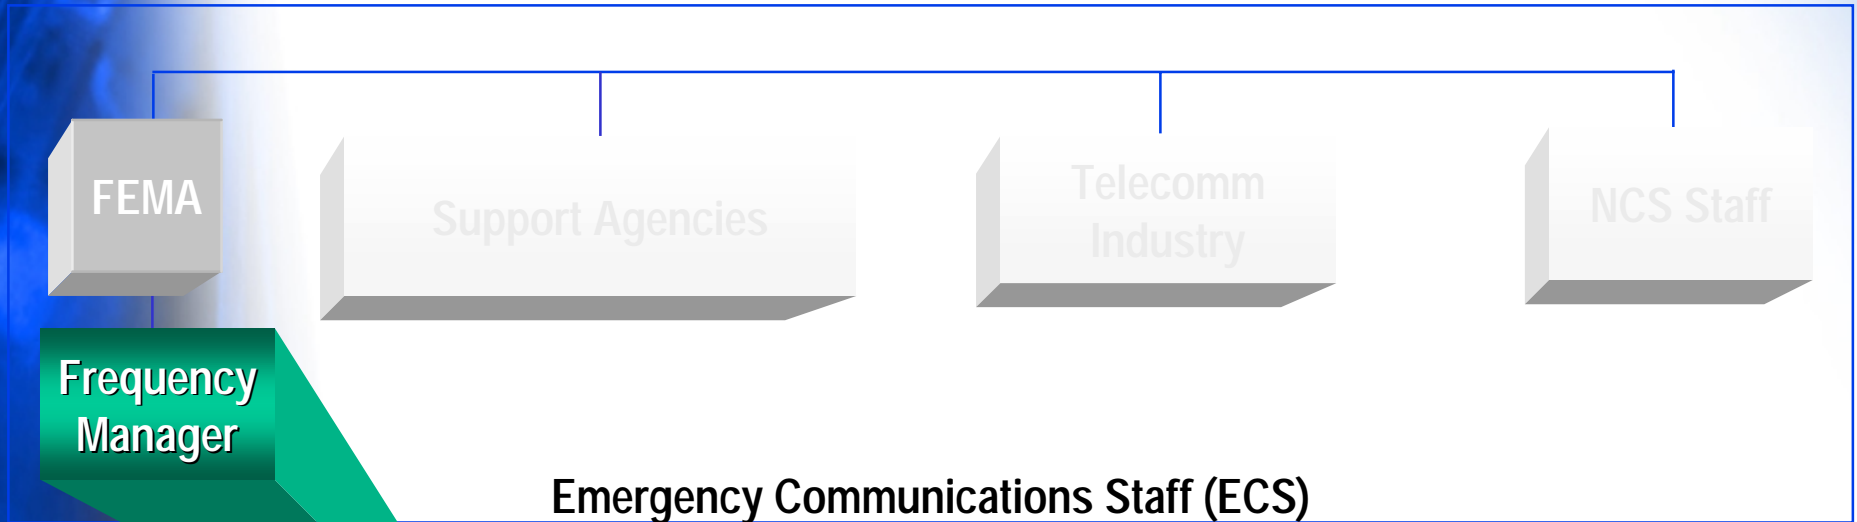 FEMA
Support Agencies
Telecomm
Industry
NCS Staff
Frequency
Manager
Emergency Communications Staff (ECS)